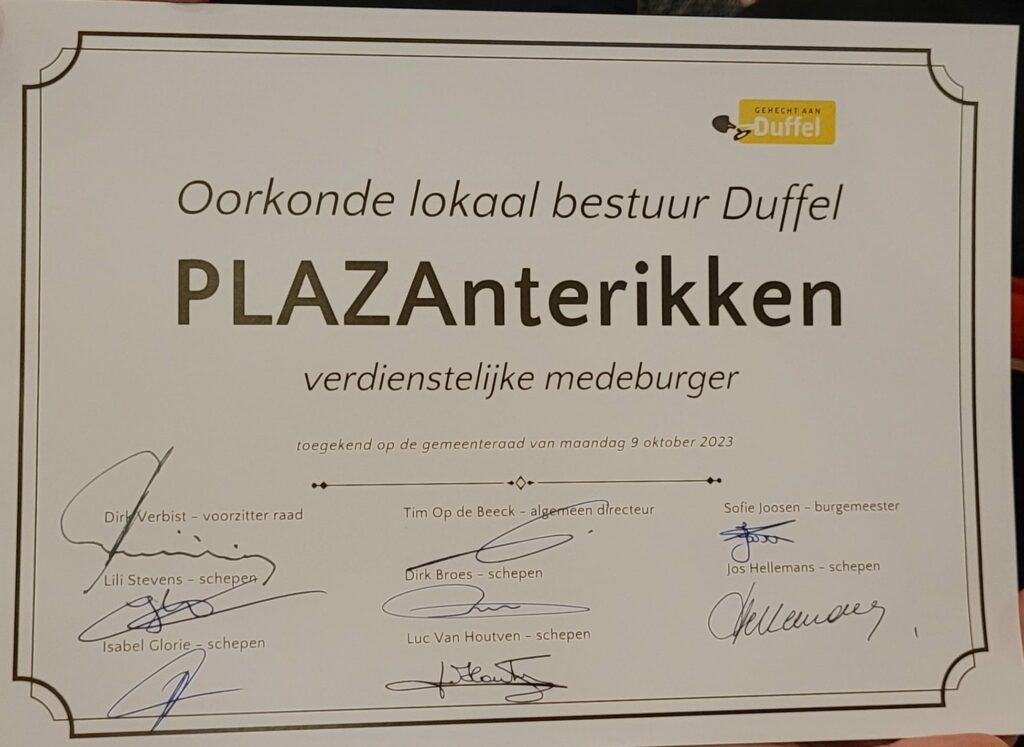 GEHECHT AAN
Duffel
Oorkonde lokaal bestuur Duffel
PLAZAnterikken
verdienstelijke medeburger
toegekend op de gemeenteraad van maandag 9 oktober 2023
Dirk Verbist – voorzitter raad
Tim Op de Beeck – algemeen directeur
Sofie Joosen – burgemeester
Lili Stevens – schepen
Dirk Broes – schepen
Jos Hellemans – schepen
Isabel Glorie – schepen
Luc Van Houtven – schepen